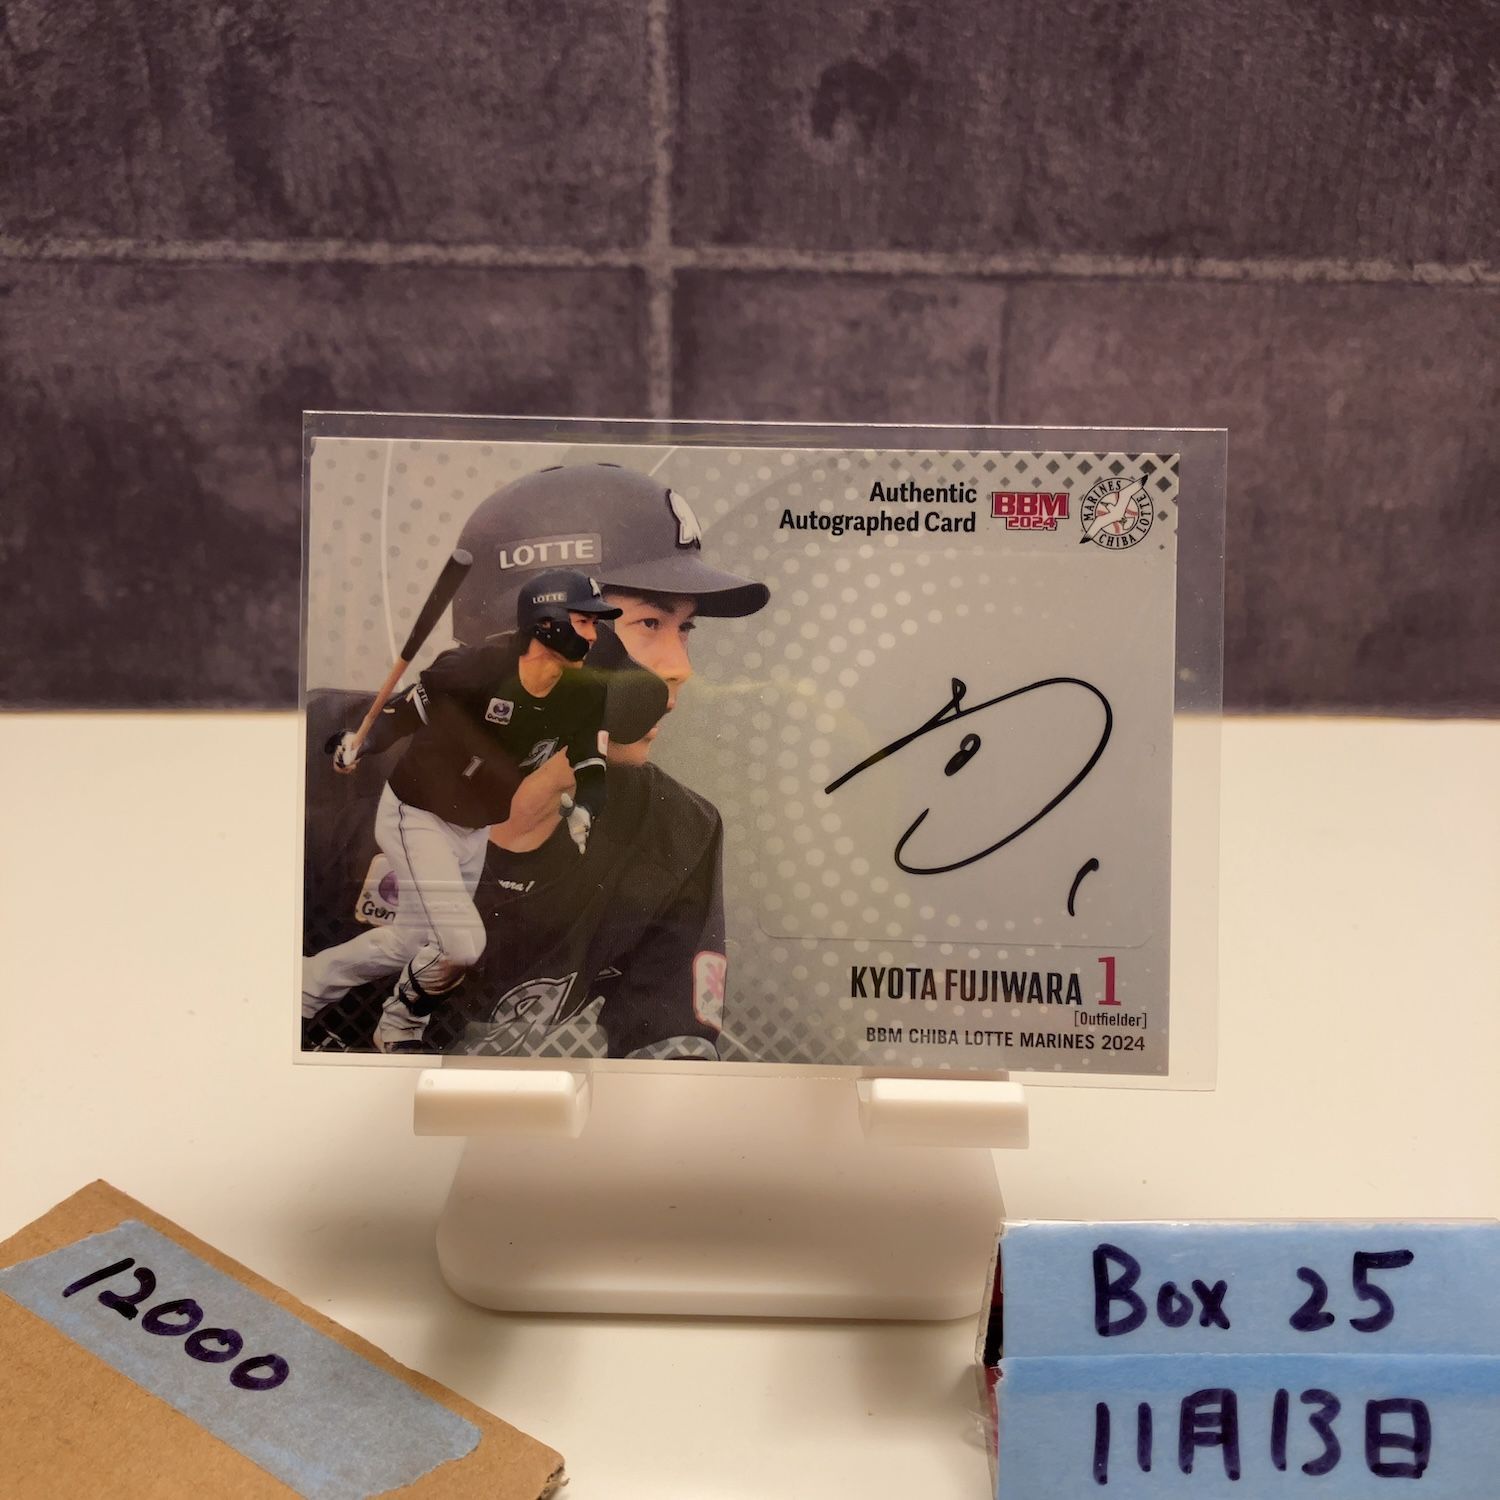 Authentic
Autographed Card
BBM
2024
MARINES
CHIBA LOTTE
LOTTE
LOTTE
1
Gun
KYOTA FUJIWARA 1
[Outfielder]
BBM CHIBA LOTTE MARINES 2024
12000
Box 25
11月13日